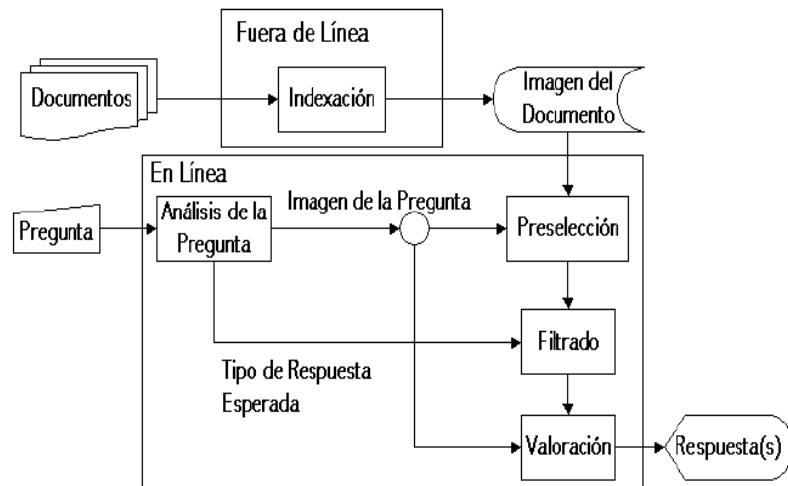 Fuera de Línea
Documentos
Indexación
Imagen del
Documento
En Línea
Pregunta
Análisis de la
Pregunta
Imagen de la Pregunta
Preselección
Filtrado
Tipo de Respuesta
Esperada
Valoración
Respuesta(s)